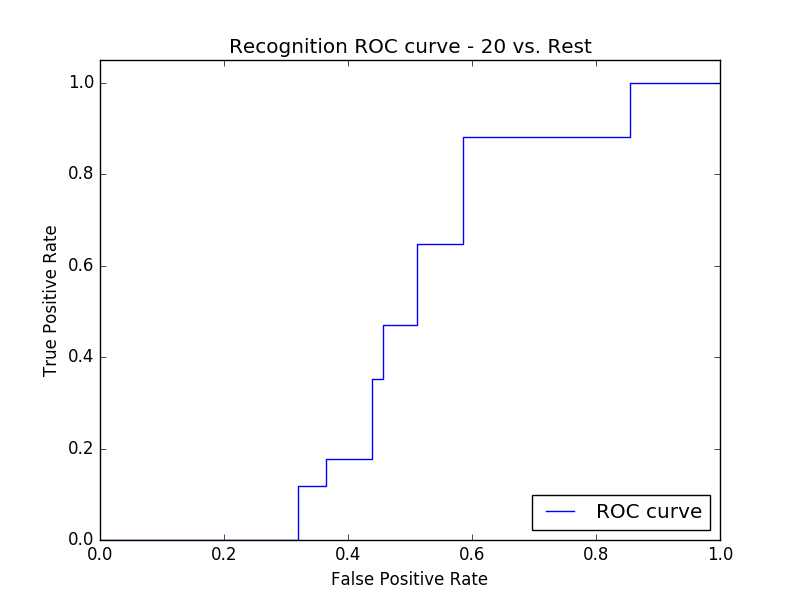 Recognition ROC curve - 20 vs. Rest
True Positive Rate
1.0
0.8
0.6
0.4
0.2
0.0
0.0 0.2 0.4 0.6 0.8 1.0
False Positive Rate
ROC curve